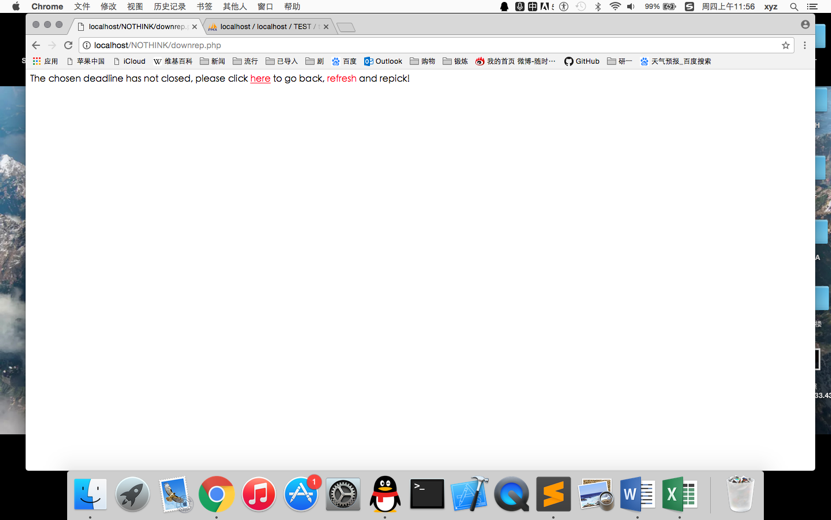 Chrome 文件 修改 视图 历史记录 书签 其他人 窗口 帮助 99% 周四上午11:56 xyz
localhost/NOTHINK/downrep. localhost / localhost / TEST /
localhost/NOTHINK/downrep.php
应用 苹果中国 iCloud 维基百科 新闻 流行 已导入 剧 百度 Outlook 购物 锻炼 我的首页 微博-随时… GitHub 研一 天气预报_百度搜索
The chosen deadline has not closed, please click here to go back, refresh and repick!
H
A
33.43
1